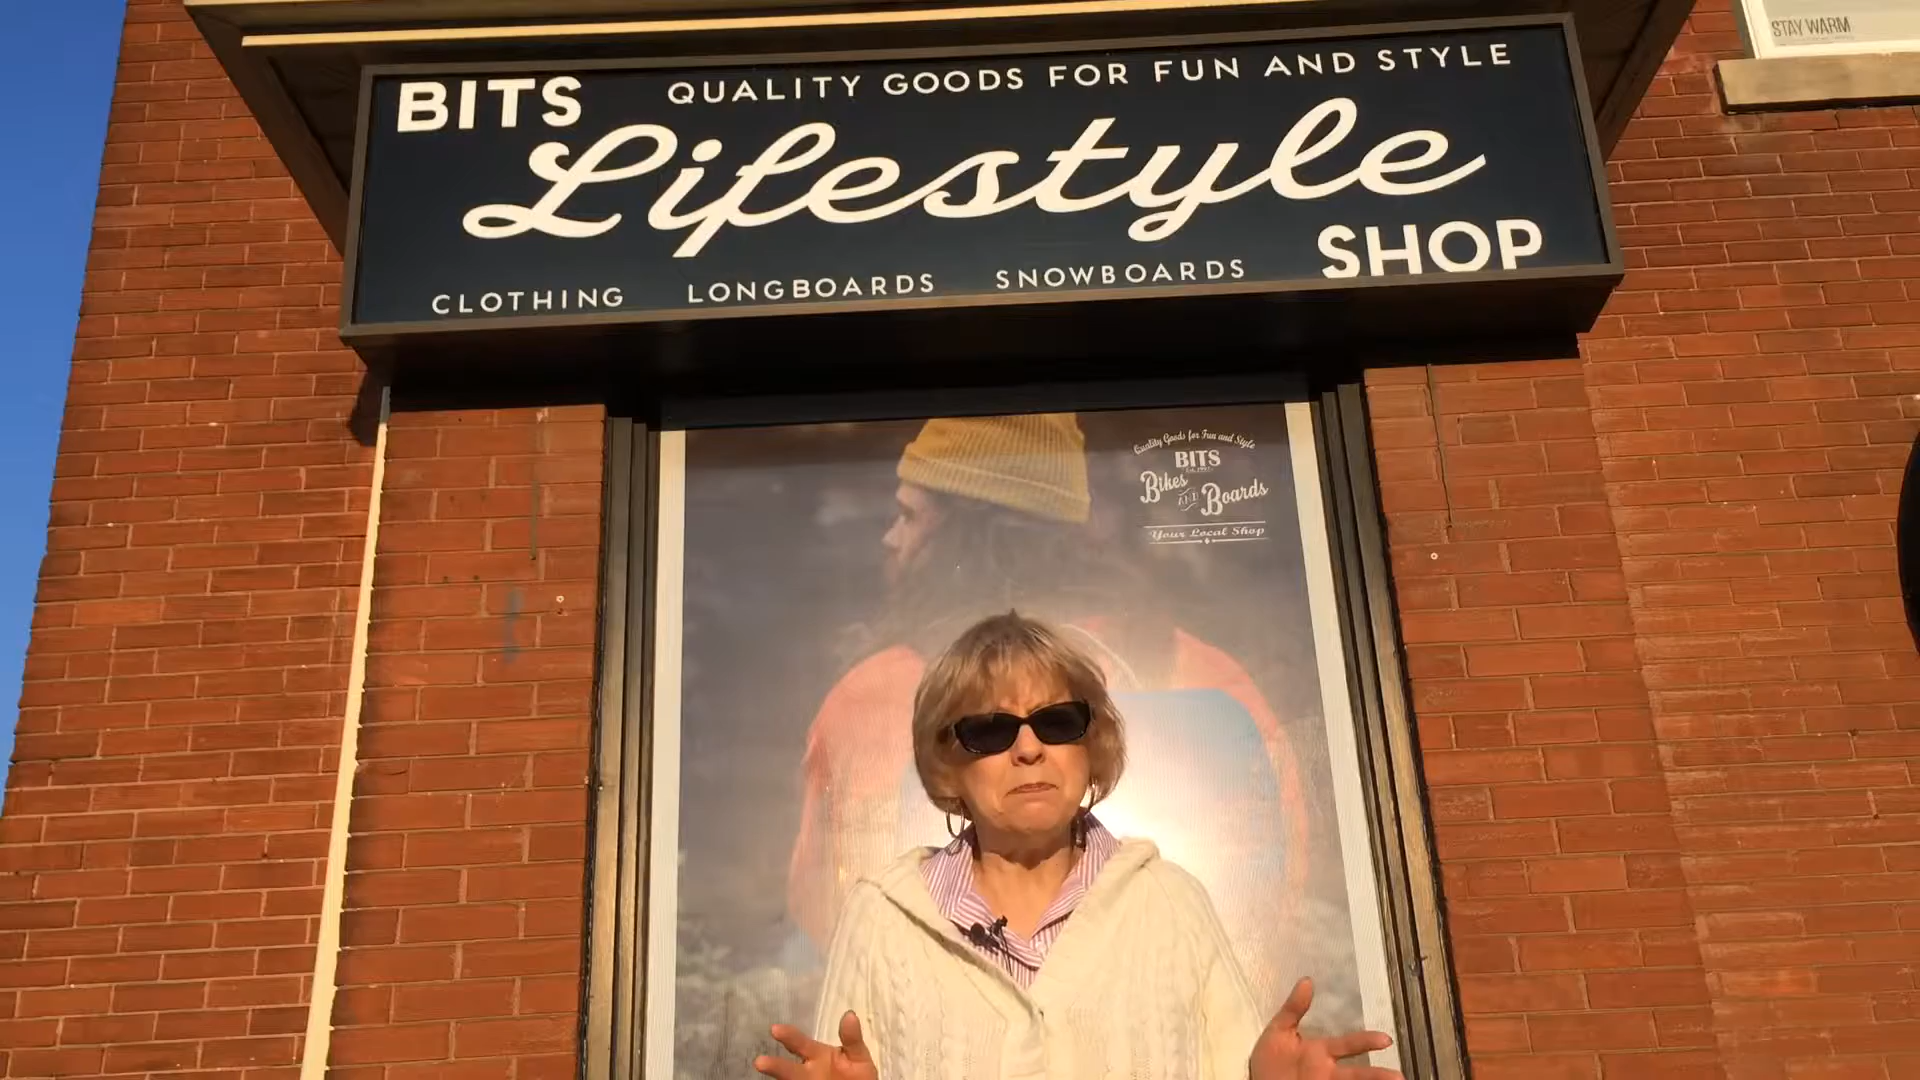 STAY WARM
BITS QUALITY GOODS FOR FUN AND STYLE
Lifestyle
SHOP
CLOTHING LONGBOARDS SNOWBOARDS
Quality Goods for Fun and Style
BITS
Bikes AND Boards
Your Local Shop